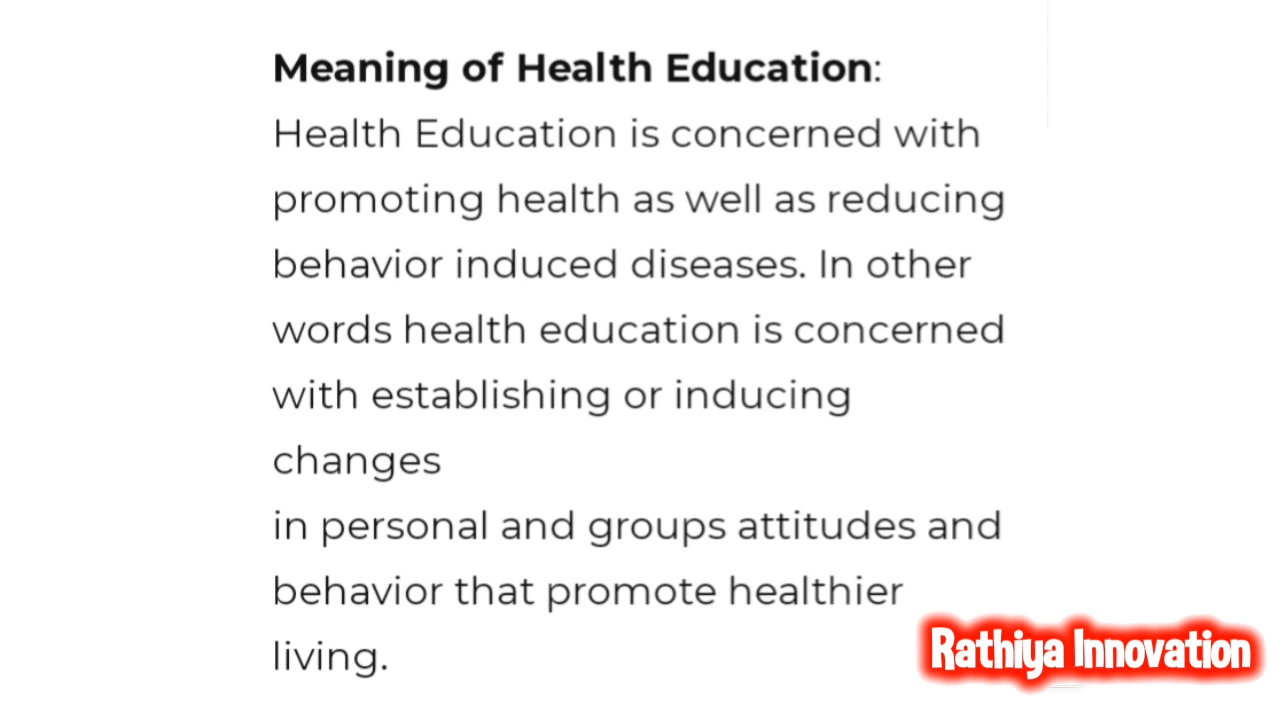 Meaning of Health Education:
Health Education is concerned with
promoting health as well as reducing
behavior induced diseases. In other
words health education is concerned
with establishing or inducing
changes
in personal and groups attitudes and
behavior that promote healthier
living.
Rathiya Innovation